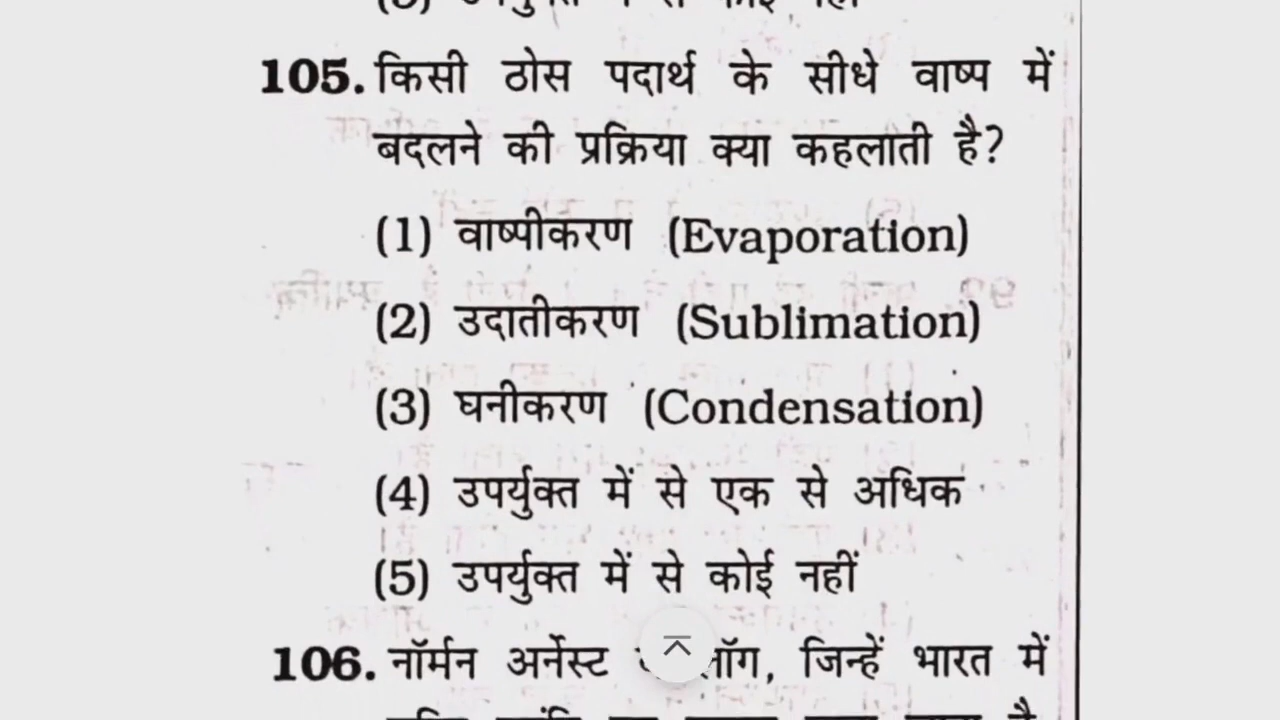 105. किसी ठोस पदार्थ के सीधे वाष्प में
बदलने की प्रक्रिया क्या कहलाती है?
(1) वाष्पीकरण (Evaporation)
(2) उदातीकरण (Sublimation)
(3) घनीकरण (Condensation)
(4) उपर्युक्त में से एक से अधिक
(5) उपर्युक्त में से कोई नहीं
106. नॉर्मन अर्नेस्ट जिन्हें भारत में